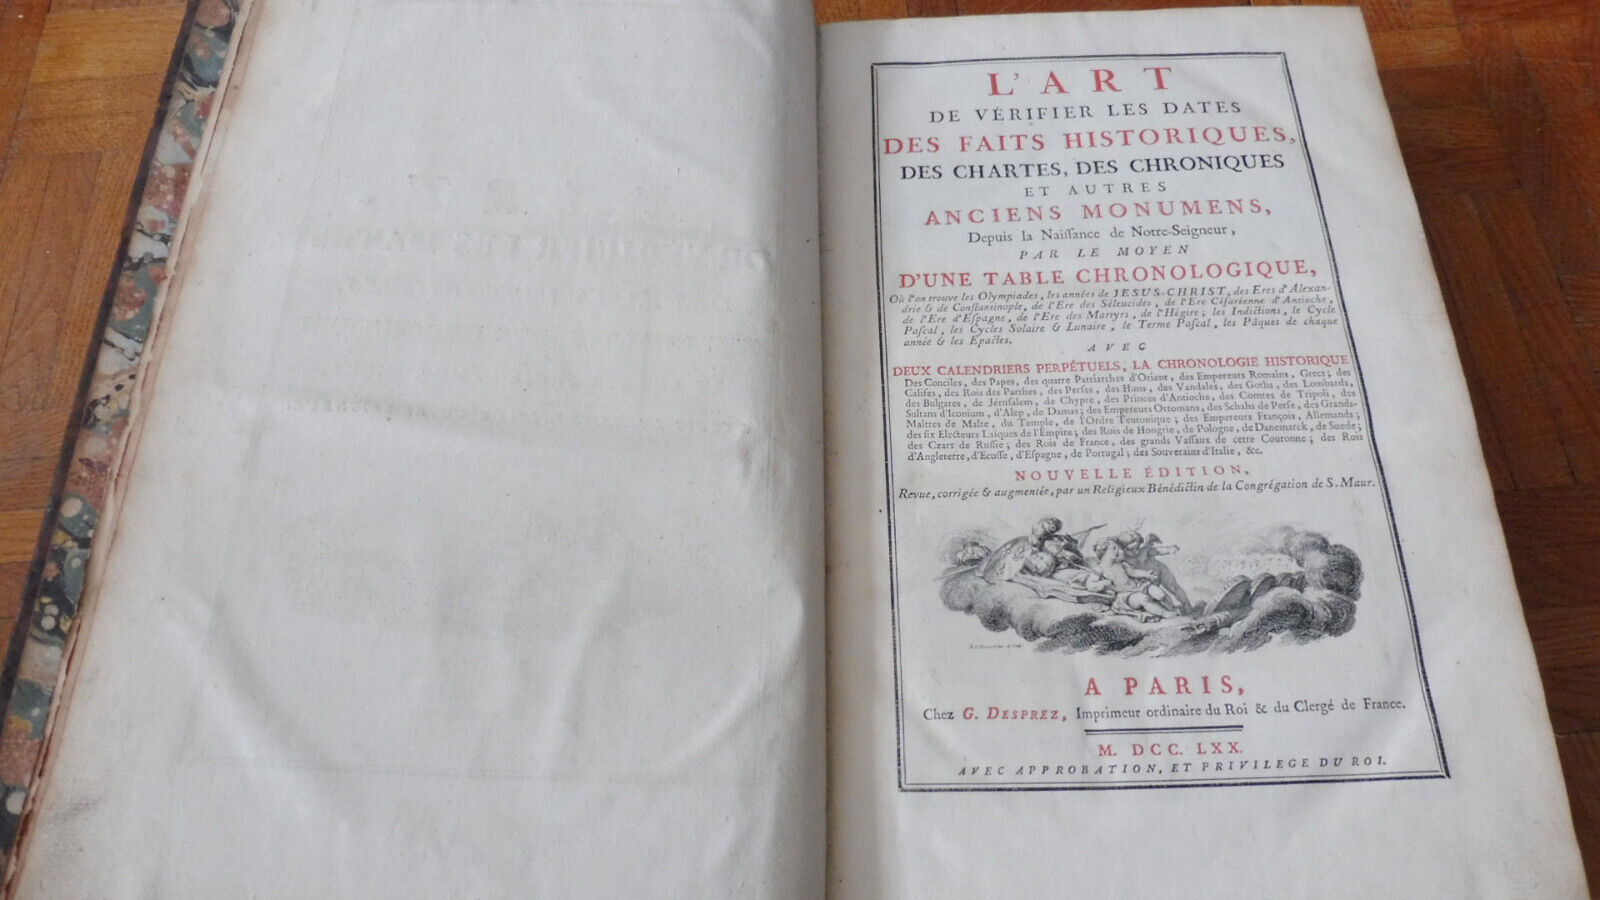 L'ART
DE VÉRIFIER LES DATES
DES FAITS HISTORIQUES,
DES CHARTES, DES CHRONIQUES
ET AUTRES
ANCIENS MONUMENS,
Depuis la Naissance de Notre-Seigneur,
PAR LE MOYEN
D'UNE TABLE CHRONOLOGIQUE,
Où l'on trouve les Olympiades, les années de JESUS-CHRIST, des Eres d'Alexan-
drie & de Constantinople, de l'Ere des Séleucides, de l'Ere Césaréenne d'Antioche,
de l'Ere d'Espagne, de l'Ere des Martyrs, de l'Hégire; les Indictions, le Cycle
Pascal, les Cycles Solaire & Lunaire, le Terme Pascal, les Pâques de chaque
année & les Epactes.
AVEC
DEUX CALENDRIERS PERPÉTUELS, LA CHRONOLOGIE HISTORIQUE
Des Conciles, des Papes, des quatre Patriarches d'Orient, des Empereurs Romains, Grecs; des
Califes, des Rois des Parthes, des Perses, des Huns, des Vandales, des Goths, des Lombards,
des Bulgares, de Jérusalem, de Chypre, des Princes d'Antioche, des Comtes de Tripoli, des
Sultans d'Iconium, d'Alep, de Damas; des Empereurs Ottomans, des Schahs de Perse, des Grands-
Maîtres de Malte, du Temple, de l'Ordre Teutonique; des Empereurs François, Allemands;
des six Electeurs Laïques de l'Empire; des Rois de Hongrie, de Pologne, de Danemarck, de Suede;
des Czars de Russie; des Rois de France, des grands Vassaux de cette Couronne; des Rois
d'Angleterre, d'Ecosse, d'Espagne, de Portugal; des Souverains d'Italie, &c.
NOUVELLE ÉDITION,
Revue, corrigée & augmentée, par un Religieux Bénédictin de la Congrégation de S. Maur.
A PARIS,
Chez G. DESPREZ, Imprimeur ordinaire du Roi & du Clergé de France.
M. DCC. LXX.
AVEC APPROBATION, ET PRIVILEGE DU ROI.